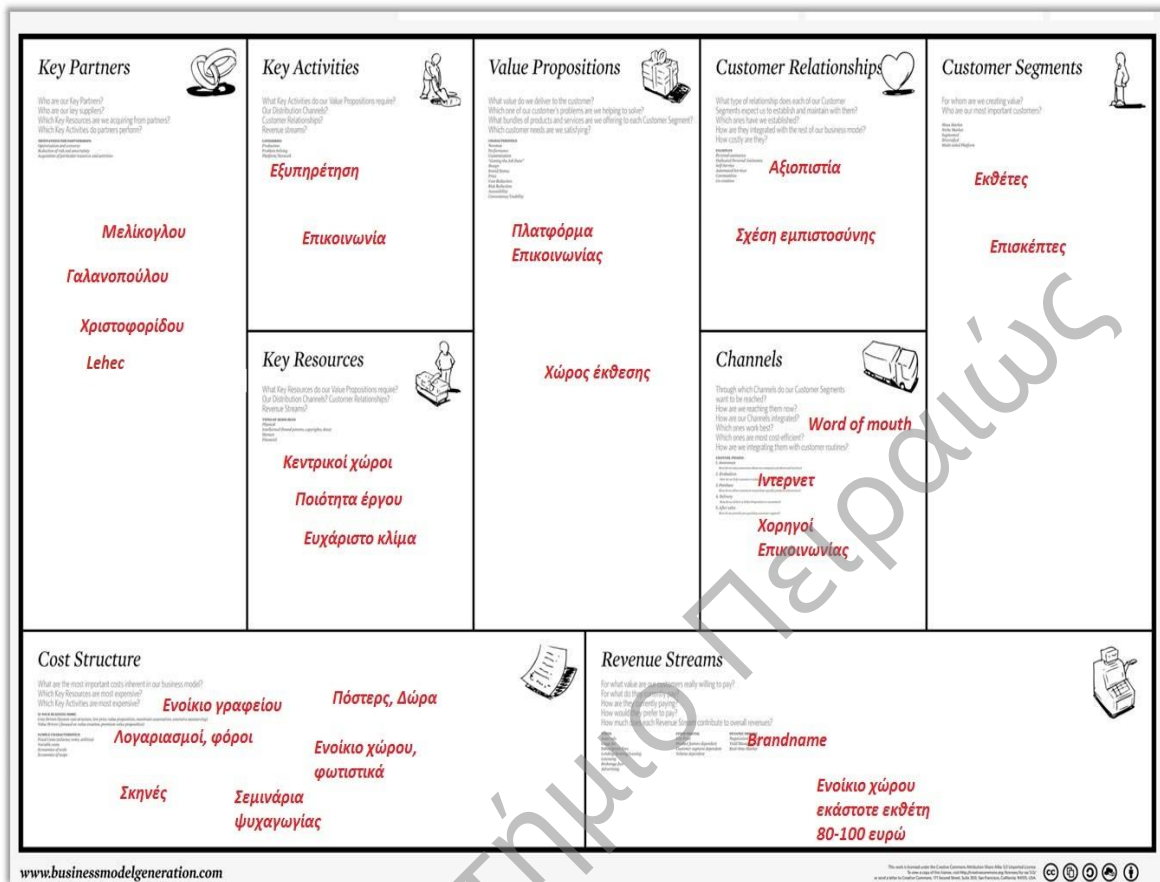 Key Partners
Who are our Key Partners?
Who are our key suppliers?
Which Key Resources are we acquiring from partners?
Which Key Activities do partners perform?
Μελίκογλου
Γαλανοπούλου
Χριστοφορίδου
Lehec
Key Activities
What Key Activities do our Value Propositions require?
Our Distribution Channels?
Customer Relationships?
Revenue streams?
Εξυπηρέτηση
Επικοινωνία
Key Resources
What Key Resources do our Value Propositions require?
Our Distribution Channels? Customer Relationships?
Revenue Streams?
Κεντρικοί χώροι
Ποιότητα έργου
Ευχάριστο κλίμα
Value Propositions
What value do we deliver to the customer?
Which one of our customer's problems are we helping to solve?
What bundles of products and services are we offering to each Customer Segment?
Which customer needs are we satisfying?
Πλατφόρμα
Επικοινωνίας
Χώρος έκθεσης
Customer Relationships
What type of relationship does each of our Customer
Segments expect us to establish and maintain with them?
Which ones have we established?
How are they integrated with the rest of our business model?
How costly are they?
Αξιοπιστία
Σχέση εμπιστοσύνης
Channels
Through which Channels do our Customer Segments
want to be reached?
How are we reaching them now?
How are our Channels integrated?
Which ones work best?
Which ones are most cost-efficient?
How are we integrating them with customer routines?
Word of mouth
Ιντερνετ
Χορηγοί
Επικοινωνίας
Customer Segments
For whom are we creating value?
Who are our most important customers?
Εκθέτες
Επισκέπτες
Cost Structure
What are the most important costs inherent in our business model?
Which Key Resources are most expensive?
Which Key Activities are most expensive?
Ενοίκιο γραφείου
Πόστερς, Δώρα
Λογαριασμοί, φόροι
Ενοίκιο χώρου,
φωτιστικά
Σκηνές
Σεμινάρια
ψυχαγωγίας
Revenue Streams
For what value are our customers really willing to pay?
For what do they currently pay?
How are they currently paying?
How would they prefer to pay?
How much does each Revenue Stream contribute to overall revenues?
Brandname
Ενοίκιο χώρου
εκάστοτε εκθέτη
80-100 ευρώ
www.businessmodelgeneration.com
τήμιο Πειραιώς